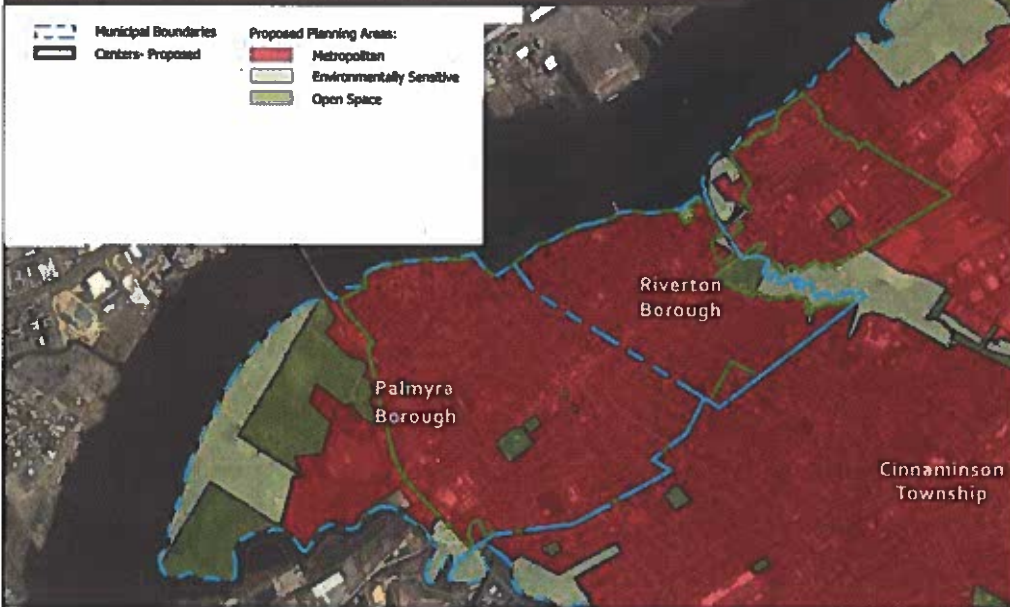 Municipal Boundaries
Centers- Proposed
Proposed Planning Areas:
Metropolitan
Environmentally Sensitive
Open Space
Riverton
Borough
Palmyra
Borough
Cinnaminson
Township